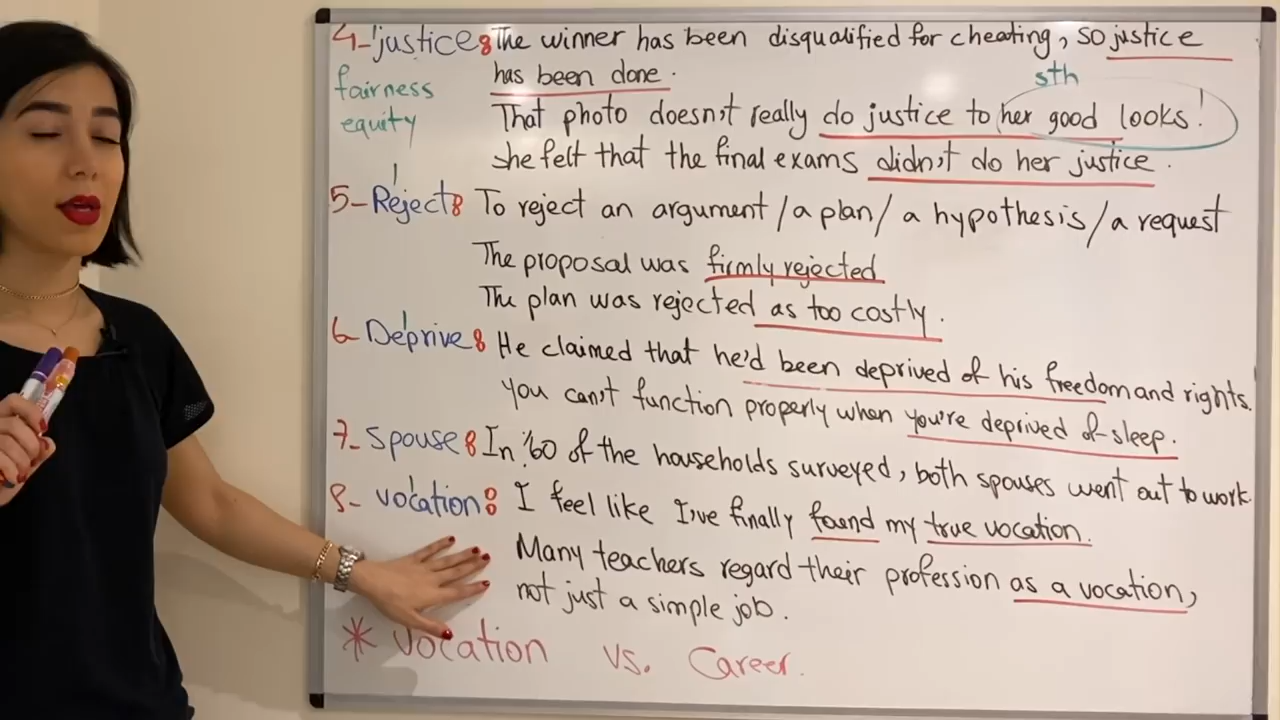 4- justice: The winner has been disqualified for cheating, so justice
fairness has been done.
sth
equity That photo doesn't really do justice to her good looks!
She felt that the final exams didn't do her justice.
5- Reject: To reject an argument / a plan / a hypothesis / a request
The proposal was firmly rejected
The plan was rejected as too costly.
6- Deprive: He claimed that he'd been deprived of his freedom and rights.
You can't function properly when you're deprived of sleep.
7- Spouse: In %60 of the households surveyed, both spouses went out to work.
8- vocation: I feel like I've finally found my true vocation.
Many teachers regard their profession as a vocation,
not just a simple job.
* Vocation vs. Career.